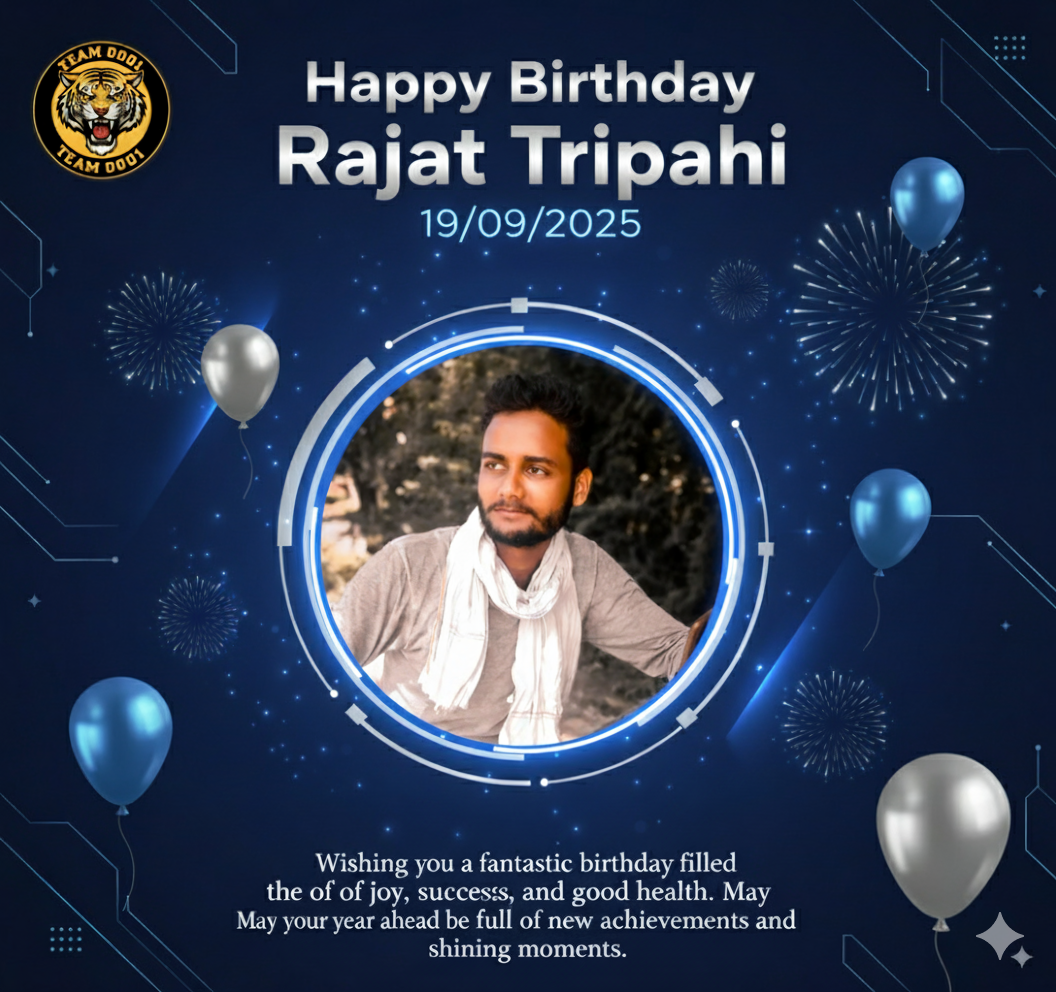 TEAM D001
TEAM D001
Happy Birthday
Rajat Tripahi
19/09/2025
Wishing you a fantastic birthday filled
the of of joy, success, and good health. May
May your year ahead be full of new achievements and
shining moments.